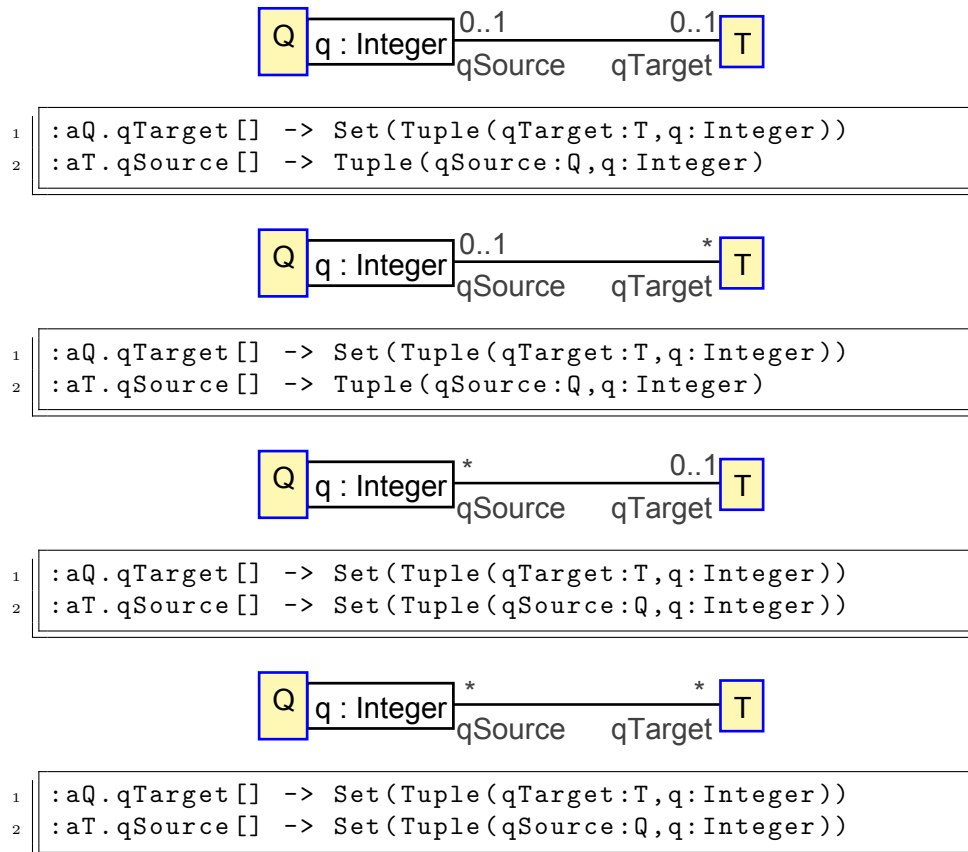 0..1 0..1
Q q : Integer T
qSource qTarget
1 :aQ.qTarget[] -> Set(Tuple(qTarget:T,q:Integer))
2 :aT.qSource[] -> Tuple(qSource:Q,q:Integer)
0..1 *
Q q : Integer T
qSource qTarget
1 :aQ.qTarget[] -> Set(Tuple(qTarget:T,q:Integer))
2 :aT.qSource[] -> Tuple(qSource:Q,q:Integer)
* 0..1
Q q : Integer T
qSource qTarget
1 :aQ.qTarget[] -> Set(Tuple(qTarget:T,q:Integer))
2 :aT.qSource[] -> Set(Tuple(qSource:Q,q:Integer))
* *
Q q : Integer T
qSource qTarget
1 :aQ.qTarget[] -> Set(Tuple(qTarget:T,q:Integer))
2 :aT.qSource[] -> Set(Tuple(qSource:Q,q:Integer))